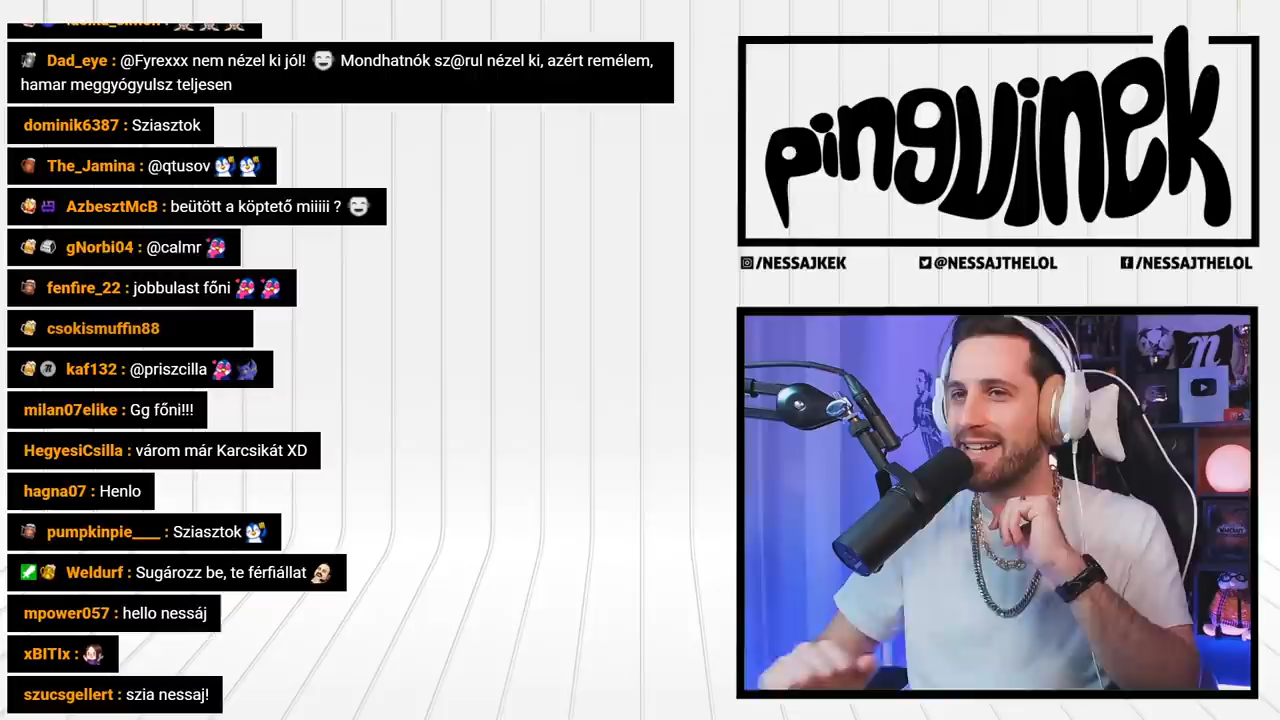 Dad_eye : @Fyrexxx nem nézel ki jól! Mondhatnók sz@rul nézel ki, azért remélem,
hamar meggyógyulsz teljesen
dominik6387 : Sziasztok
The_Jamina : @qtusov
AzbesztMcB : beütött a köptető miiiii ?
gNorbi04 : @calmr
fenfire_22 : jobbulast főni
csokismuffin88
kaf132 : @priszcilla
milan07elike : Gg főni!!!
HegyesiCsilla : várom már Karcsikát XD
hagna07 : Henlo
pumpkinpie____ : Sziasztok
Weldurf : Sugározz be, te férfiállat
mpower057 : hello nessáj
xBITIx :
szucsgellert : szia nessaj!
pingvinek
/NESSAJKEK
@NESSAJTHELOL
/NESSAJTHELOL
n